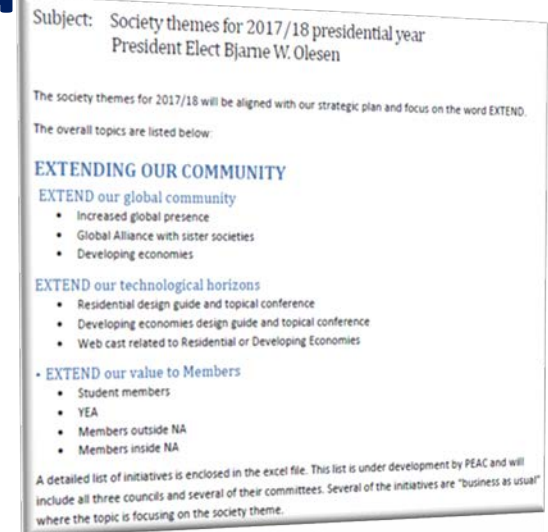 Subject: Society themes for 2017/18 presidential year
President Elect Bjarne W. Olesen
The society themes for 2017/18 will be aligned with our strategic plan and focus on the word EXTEND.
The overall topics are listed below:
EXTENDING OUR COMMUNITY
EXTEND our global community
• Increased global presence
• Global Alliance with sister societies
• Developing economies
EXTEND our technological horizons
• Residential design guide and topical conference
• Developing economies design guide and topical conference
• Web cast related to Residential or Developing Economies
• EXTEND our value to Members
• Student members
• YEA
• Members outside NA
• Members inside NA
A detailed list of initiatives is enclosed in the excel file. This list is under development by PEAC and will
include all three councils and several of their committees. Several of the initiatives are "business as usual"
where the topic is focusing on the society theme.